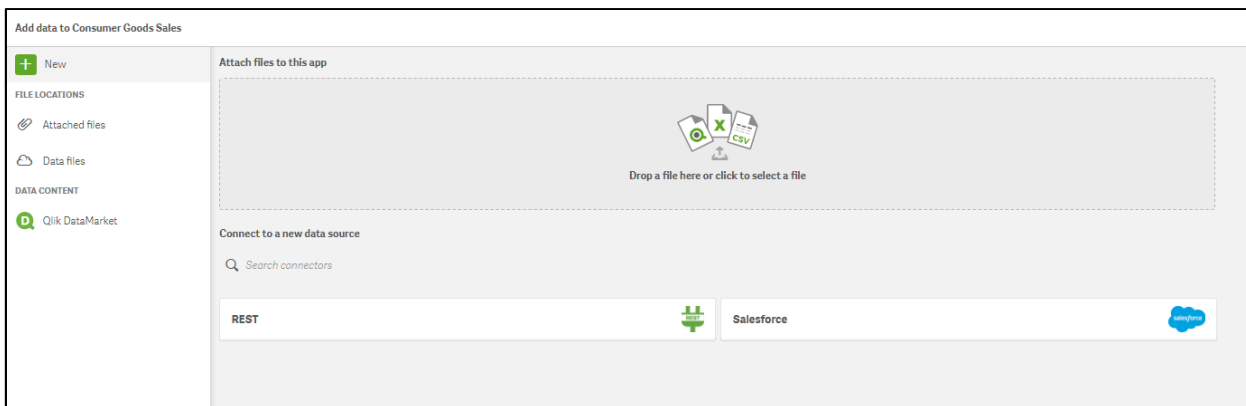 Add data to Consumer Goods Sales
New
FILE LOCATIONS
Attached files
Data files
DATA CONTENT
D
Qlik DataMarket
Attach files to this app
X
CSV
Drop a file here or click to select a file
Connect to a new data source
Search connectors
REST
REST
Salesforce
salesforce